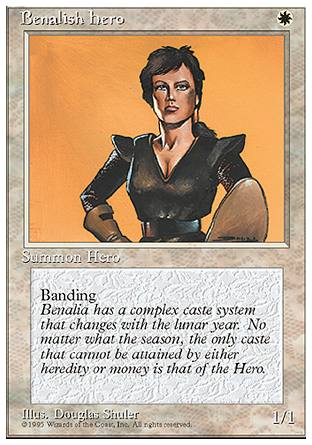 Benalish hero
Summon Hero
Banding
Benalia has a complex caste system
that changes with the lunar year. No
matter what the season, the only caste
that cannot be attained by either
heredity or money is that of the Hero.
Illus. Douglas Shuler
©1995 Wizards of the Coast, Inc. All rights reserved.
1/1